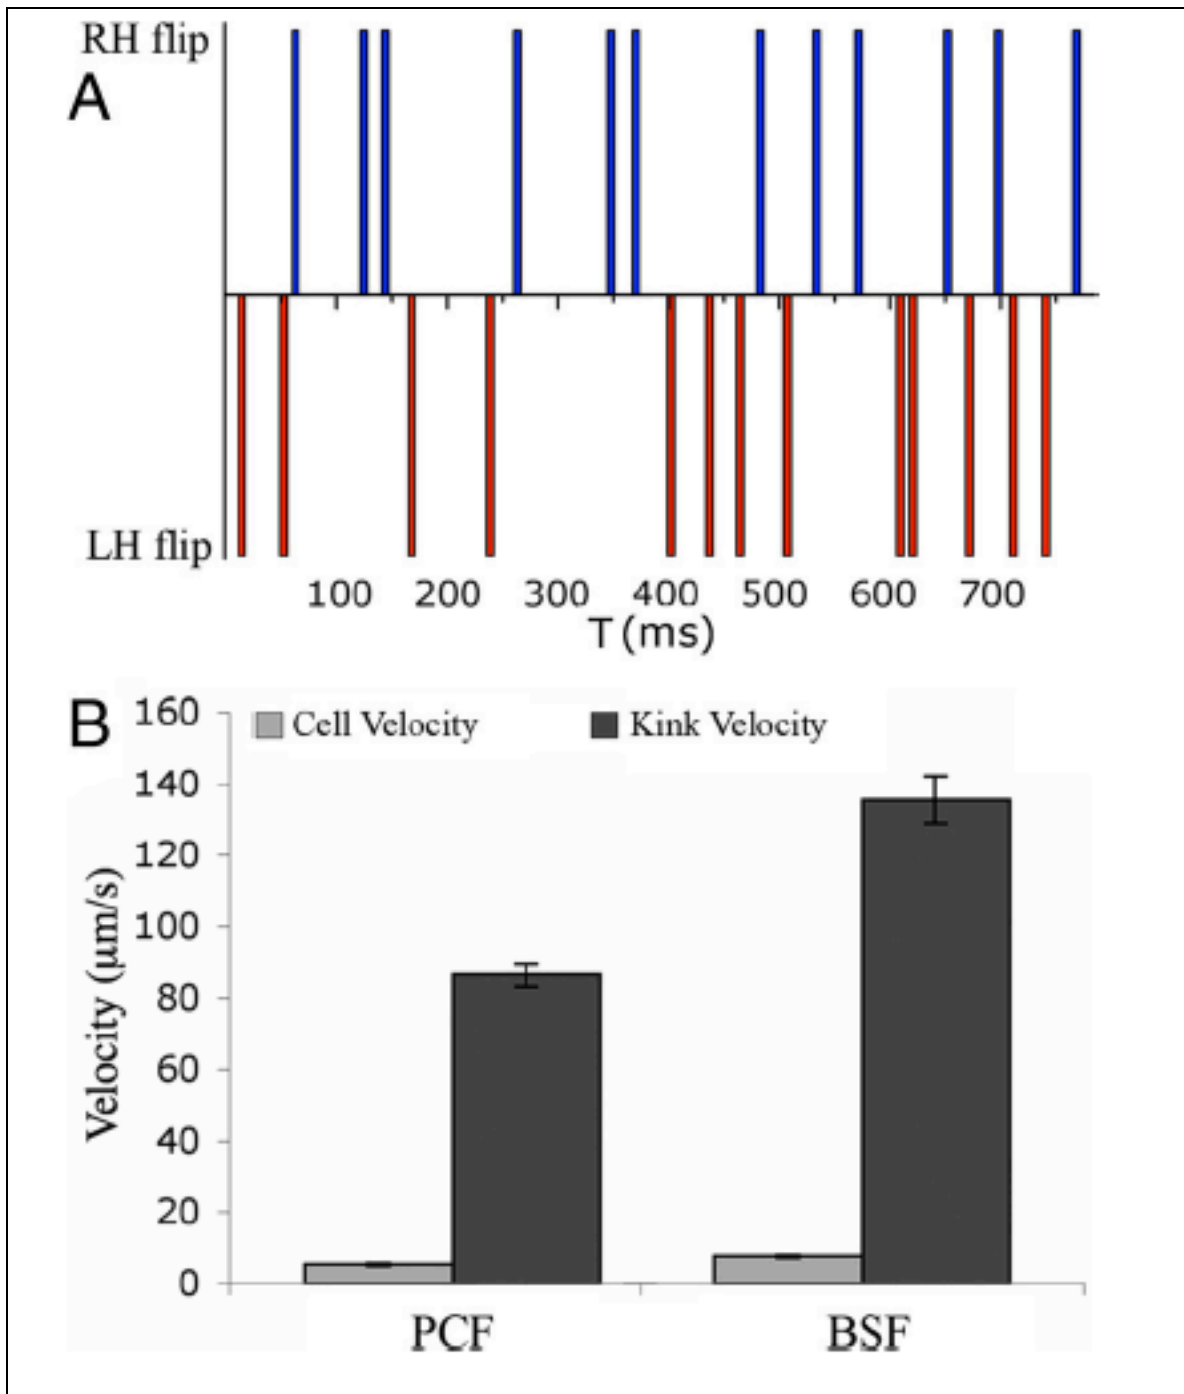 RH flip
A
LH flip
100 200 300 400 500 600 700
T (ms)
B
Cell Velocity Kink Velocity
160
140
120
100
80
60
40
20
0
Velocity (μm/s)
PCF BSF